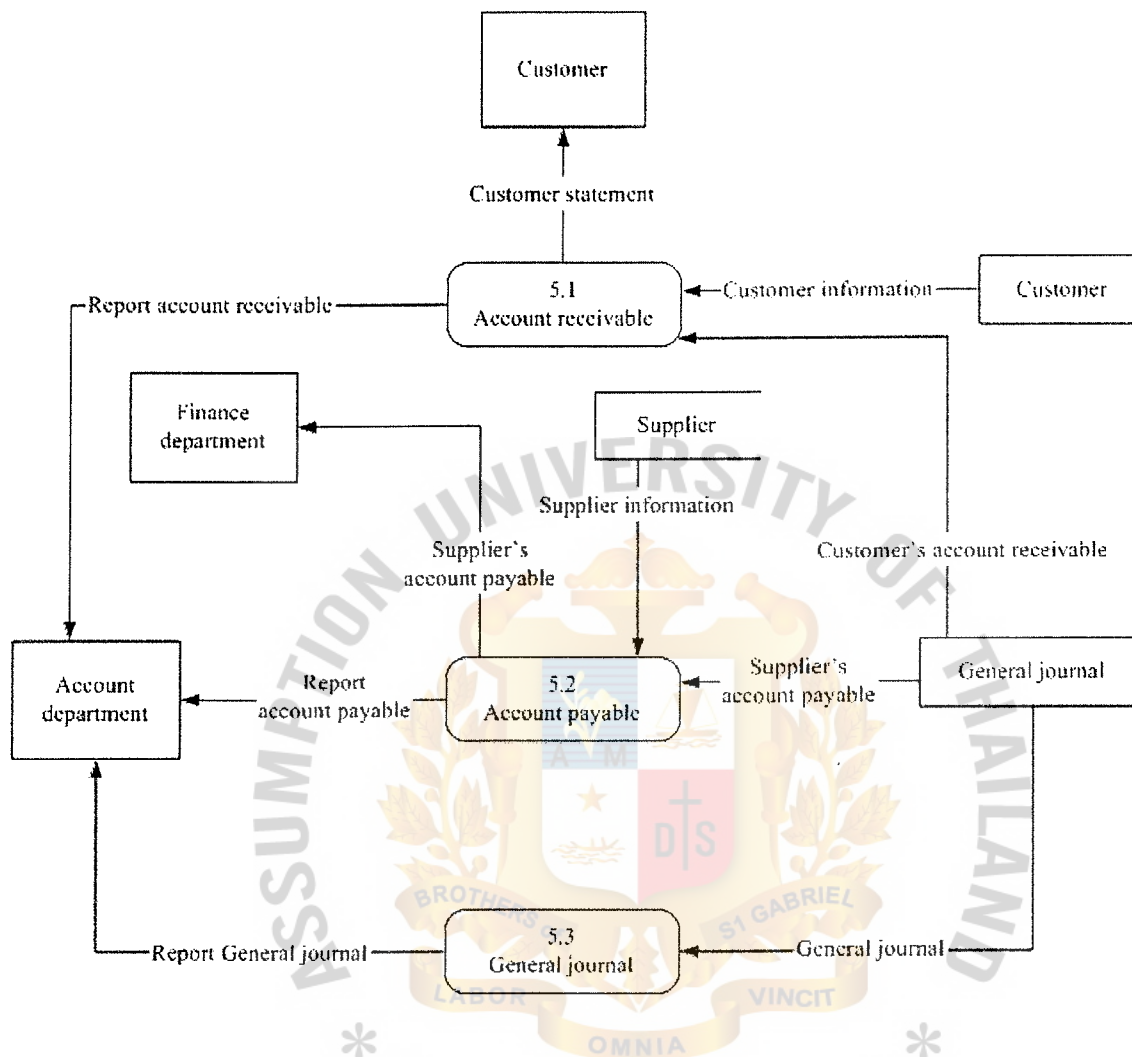 Customer
Customer statement
5.1
Account receivable
Customer information
Customer
Report account receivable
Finance
department
Supplier
Supplier information
Supplier's
account payable
Customer's account receivable
Account
department
Report
account payable
5.2
Account payable
Supplier's
account payable
General journal
5.3
General journal
Report General journal
General journal
ASSUMPTION UNIVERSITY OF THAILAND
A M
D S
BROTHERS
GABRIEL
LABOR
OMNIA
VINCIT